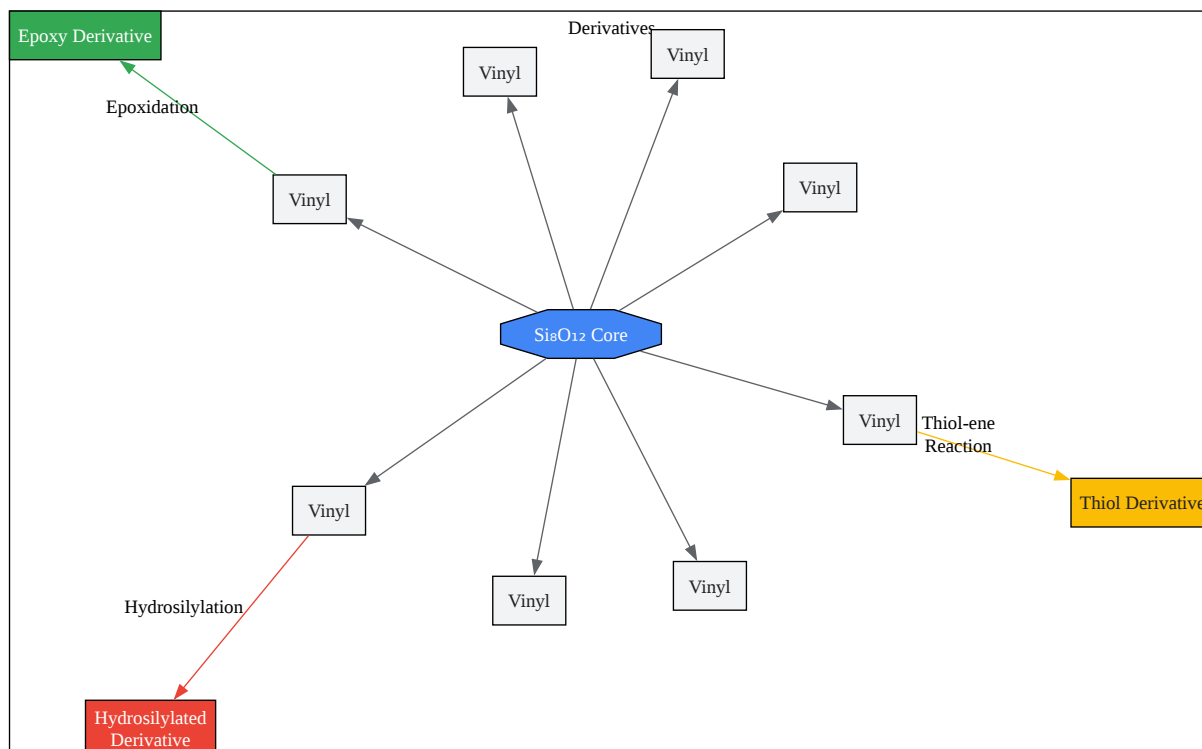 Derivatives
Epoxy Derivative
Vinyl
Vinyl
Epoxidation
Vinyl
Vinyl
Si₈O₁₂ Core
Vinyl
Thiol-ene
Reaction
Thiol Derivative
Vinyl
Vinyl
Vinyl
Hydrosilylation
Hydrosilylated
Derivative